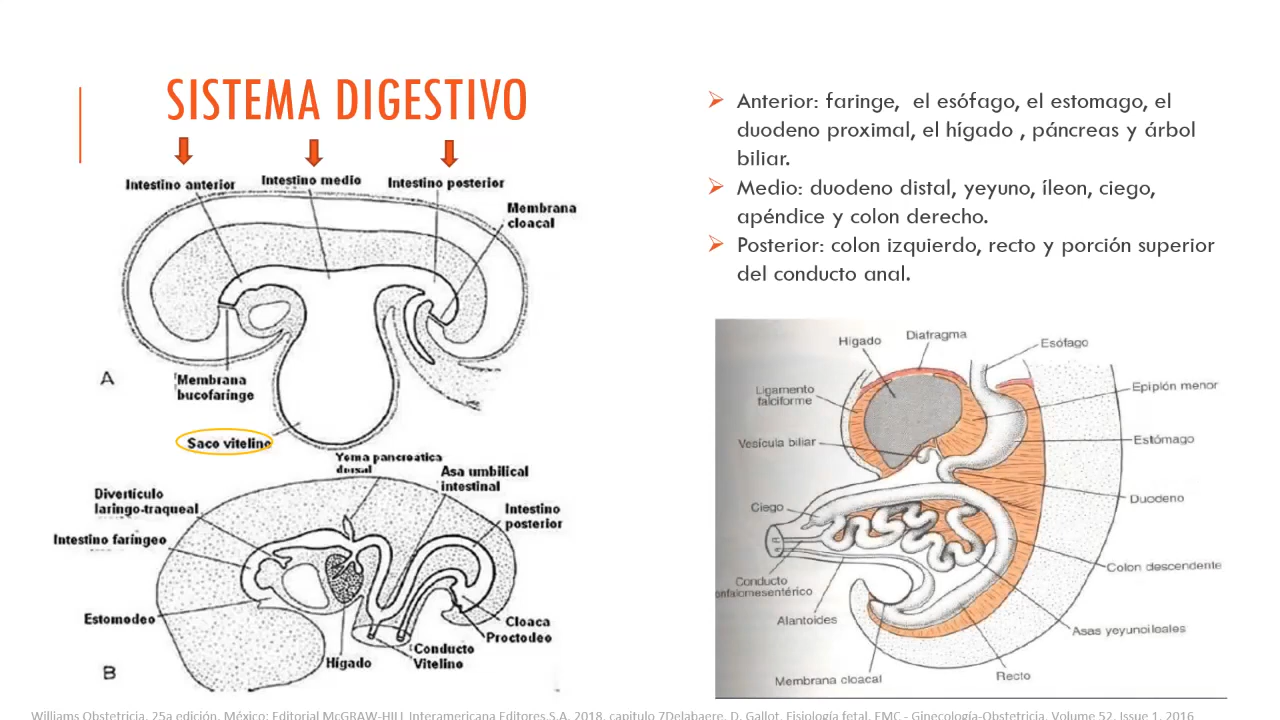 SISTEMA DIGESTIVO
Intestino anterior
Intestino medio
Intestino posterior
Membrana
cloacal
A
Membrana
bucofaringe
Saco vitelino
Yema pancreática
dorsal
Asa umbilical
intestinal
Divertículo
laringo-traqueal
Intestino
posterior
Intestino faríngeo
Estomodeo
Cloaca
Proctodeo
Conducto
Vitelino
Hígado
B
➢ Anterior: faringe, el esófago, el estomago, el
duodeno proximal, el hígado , páncreas y árbol
biliar.
➢ Medio: duodeno distal, yeyuno, íleon, ciego,
apéndice y colon derecho.
➢ Posterior: colon izquierdo, recto y porción superior
del conducto anal.
Hígado
Diafragma
Esófago
Ligamento
falciforme
Epiplón menor
Vesícula biliar
Estómago
Duodeno
Ciego
Colon descendente
Conducto
onfalomesentérico
Alantoides
Asas yeyunoileales
Recto
Membrana cloacal
Williams Obstetricia, 25a edición. México: Editorial McGRAW-HILL Interamericana Editores.S.A. 2018. capitulo 7Delabaere, D. Gallot. Fisiología fetal. EMC - Ginecología-Obstetricia, Volume 52, Issue 1, 2016